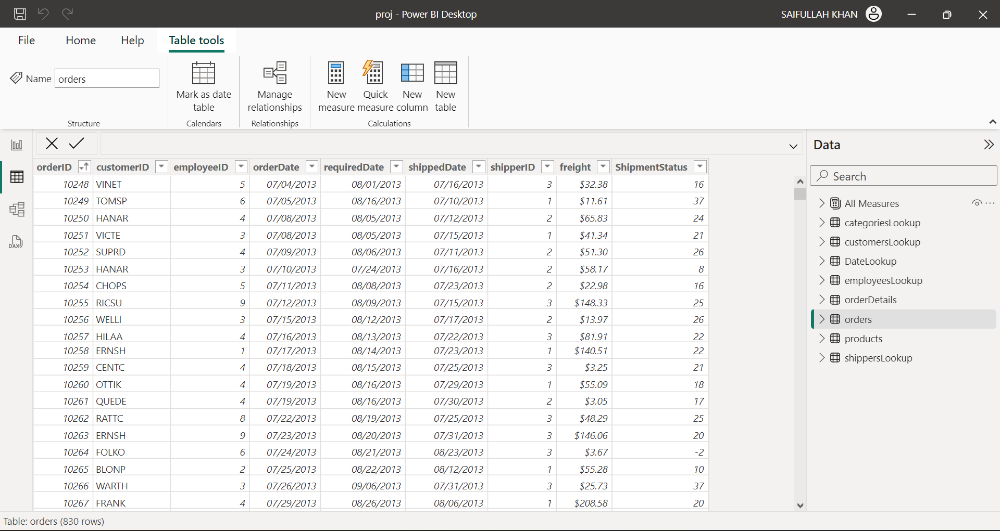 proj - Power BI Desktop
SAIFULLAH KHAN
File Home Help Table tools
Name orders
Mark as date table
Manage relationships
New measure
Quick measure
New column
New table
Structure Calendars Relationships Calculations
Data
Search
All Measures
categoriesLookup
customersLookup
DateLookup
employeesLookup
orderDetails
orders
products
shippersLookup
DAX
orderID customerID employeeID orderDate requiredDate shippedDate shipperID freight ShipmentStatus
10248 VINET 5 07/04/2013 08/01/2013 07/16/2013 3 $32.38 16
10249 TOMSP 6 07/05/2013 08/16/2013 07/10/2013 1 $11.61 37
10250 HANAR 4 07/08/2013 08/05/2013 07/12/2013 2 $65.83 24
10251 VICTE 3 07/08/2013 08/05/2013 07/15/2013 1 $41.34 21
10252 SUPRD 4 07/09/2013 08/06/2013 07/11/2013 2 $51.30 26
10253 HANAR 3 07/10/2013 07/24/2013 07/16/2013 2 $58.17 8
10254 CHOPS 5 07/11/2013 08/08/2013 07/23/2013 2 $22.98 16
10255 RICSU 9 07/12/2013 08/09/2013 07/15/2013 3 $148.33 25
10256 WELLI 3 07/15/2013 08/12/2013 07/17/2013 2 $13.97 26
10257 HILAA 4 07/16/2013 08/13/2013 07/22/2013 3 $81.91 22
10258 ERNSH 1 07/17/2013 08/14/2013 07/23/2013 1 $140.51 22
10259 CENTC 4 07/18/2013 08/15/2013 07/25/2013 3 $3.25 21
10260 OTTIK 4 07/19/2013 08/16/2013 07/29/2013 1 $55.09 18
10261 QUEDE 4 07/19/2013 08/16/2013 07/30/2013 2 $3.05 17
10262 RATTC 8 07/22/2013 08/19/2013 07/25/2013 3 $48.29 25
10263 ERNSH 9 07/23/2013 08/20/2013 07/31/2013 3 $146.06 20
10264 FOLKO 6 07/24/2013 08/21/2013 08/23/2013 3 $3.67 -2
10265 BLONP 2 07/25/2013 08/22/2013 08/12/2013 1 $55.28 10
10266 WARTH 3 07/26/2013 09/06/2013 07/31/2013 3 $25.73 37
10267 FRANK 4 07/29/2013 08/26/2013 08/06/2013 1 $208.58 20
Table: orders (830 rows)